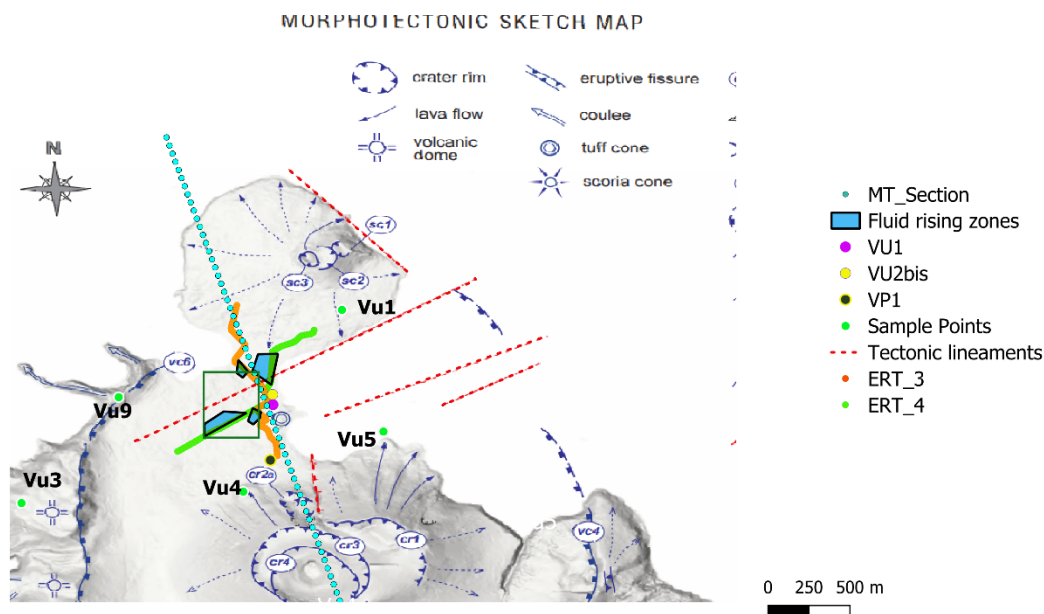 MORPHOTECTONIC SKETCH MAP
crater rim
eruptive fissure
lava flow
coulee
volcanic
dome
tuff cone
scoria cone
N
MT_Section
Fluid rising zones
VU1
VU2bis
VP1
Sample Points
Tectonic lineaments
ERT_3
ERT_4
sc1
sc3
sc2
Vu1
vc6
Vu9
Vu5
Vu3
cr2a
Vu4
cr3
cr1
vc4
cr4
0 250 500 m